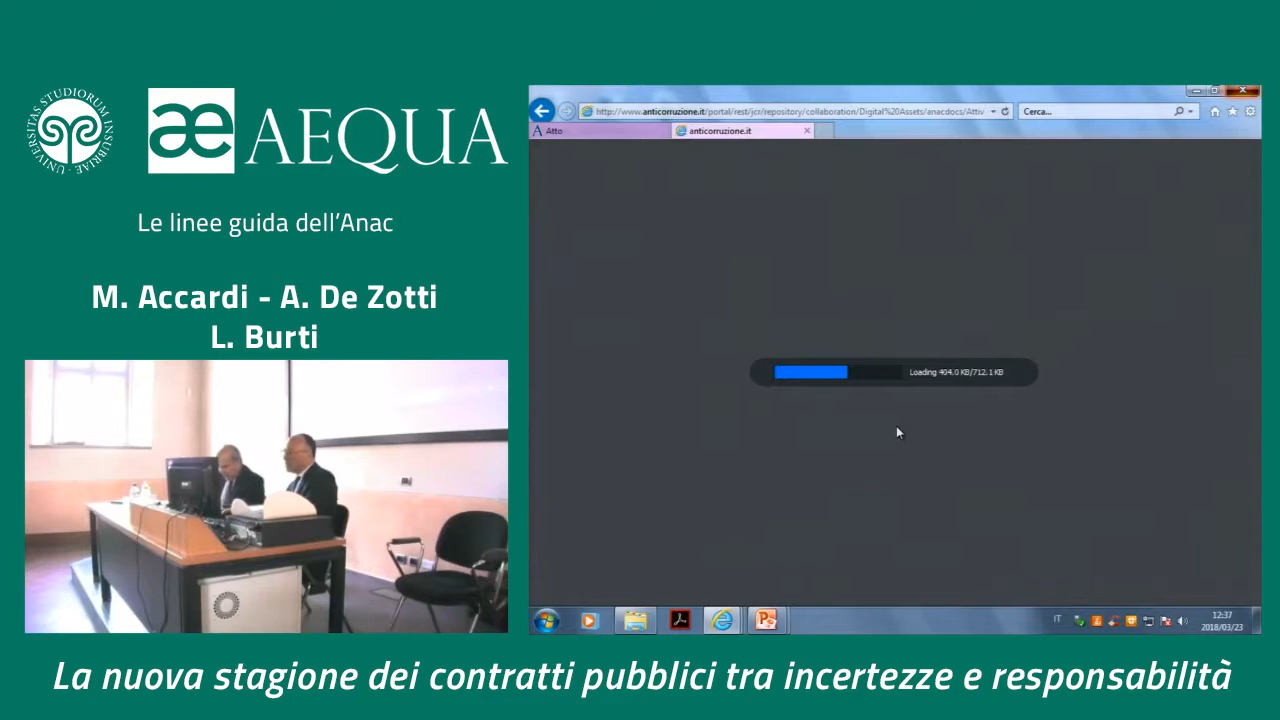 UNIVERSITAS STUDIORUM INSUBRIAE
æ AEQUA
Le linee guida dell'Anac
M. Accardi - A. De Zotti
L. Burti
http://www.anticorruzione.it/portal/rest/jcr/repository/collaboration/Digital%20Assets/anacdocs/Attiv
Cerca...
Atto
anticorruzione.it
Loading 404.0 KB/712.1 KB
IT
12:37
2018/03/23
La nuova stagione dei contratti pubblici tra incertezze e responsabilità